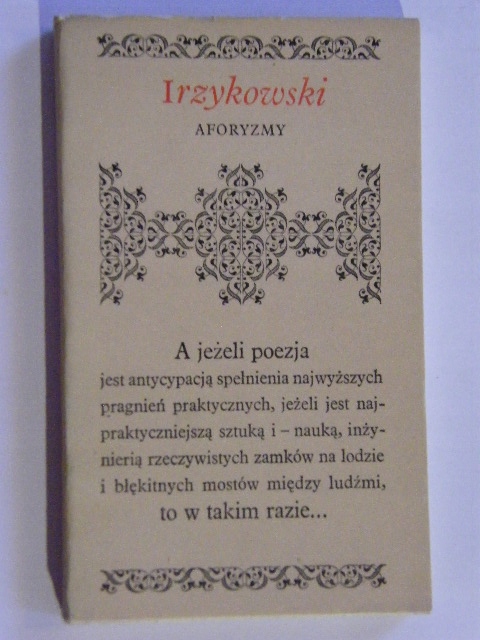 Irzykowski
AFORYZMY
A jeżeli poezja
jest antycypacją spełnienia najwyższych
pragnień praktycznych, jeżeli jest naj-
praktyczniejszą sztuką i – nauką, inży-
nierią rzeczywistych zamków na lodzie
i błękitnych mostów między ludźmi,
to w takim razie...